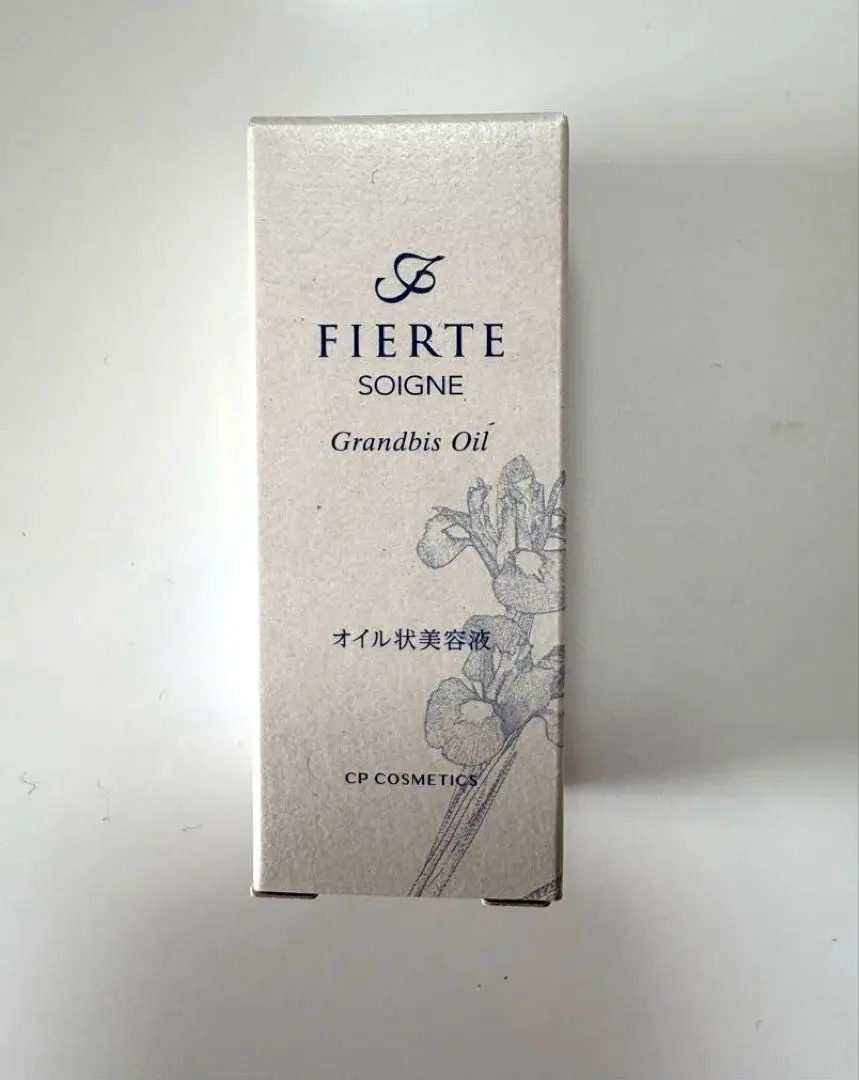 FIERTE
SOIGNE
Grandbis Oil
オイル状美容液
CP COSMETICS